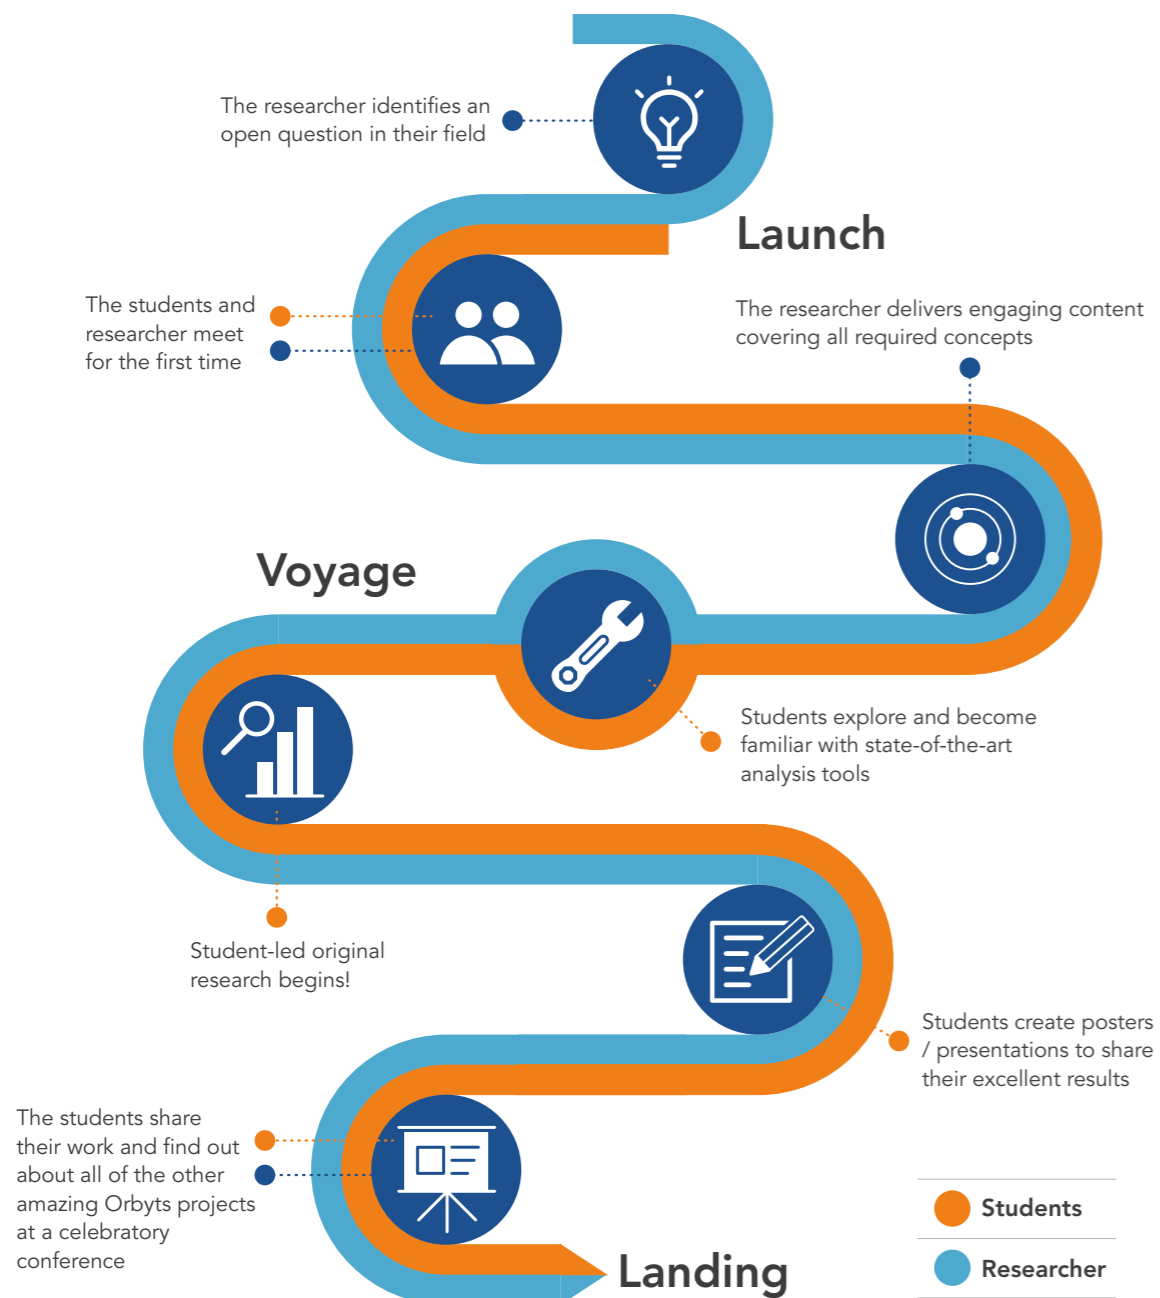 The researcher identifies an
open question in their field
Launch
The students and
researcher meet
for the first time
The researcher delivers engaging content
covering all required concepts
Voyage
Students explore and become
familiar with state-of-the-art
analysis tools
Student-led original
research begins!
Students create posters
/ presentations to share
their excellent results
The students share
their work and find out
about all of the other
amazing Orbyts projects
at a celebratory
conference
Landing
Students
Researcher